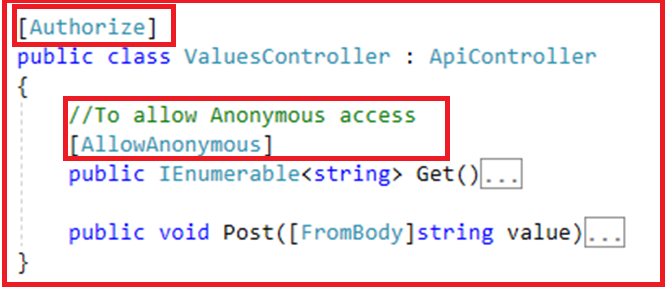 [Authorize]
public class ValuesController : ApiController
{
//To allow Anonymous access
[AllowAnonymous]
public IEnumerable<string> Get()...
public void Post([FromBody]string value)...
}